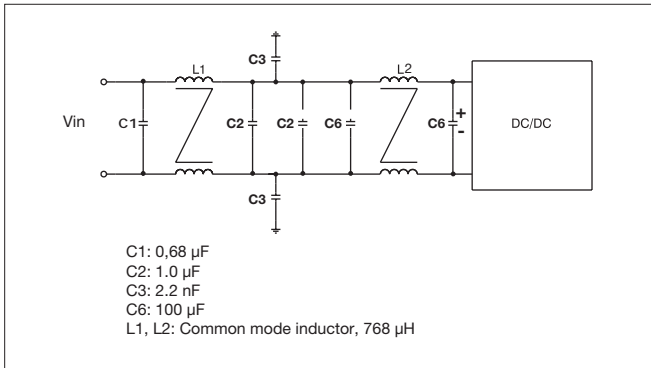 C3
L1
L2
Vin
C1
C2
C2
C6
C6
+
-
DC/DC
C3
C1: 0,68 µF
C2: 1.0 µF
C3: 2.2 nF
C6: 100 µF
L1, L2: Common mode inductor, 768 µH